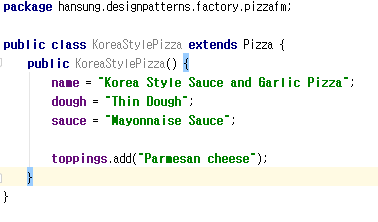 package hansung.designpatterns.factory.pizzafm;
public class KoreaStylePizza extends Pizza {
public KoreaStylePizza() {
name = "Korea Style Sauce and Garlic Pizza";
dough = "Thin Dough";
sauce = "Mayonnaise Sauce";
toppings.add("Parmesan cheese");
}
}